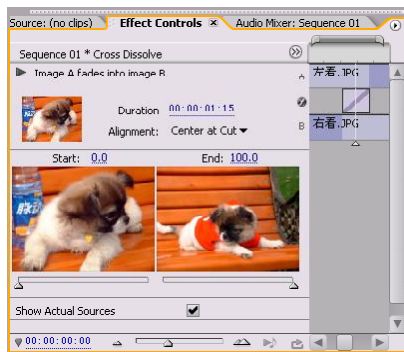 Source: (no clips) Effect Controls × Audio Mixer: Sequence 01
Sequence 01 * Cross Dissolve
Image A fades into image B
A 左看.JPG
Duration 00:00:01:15
Alignment: Center at Cut
B 右看.JPG
Start: 0.0 End: 100.0
Show Actual Sources
00:00:00:00